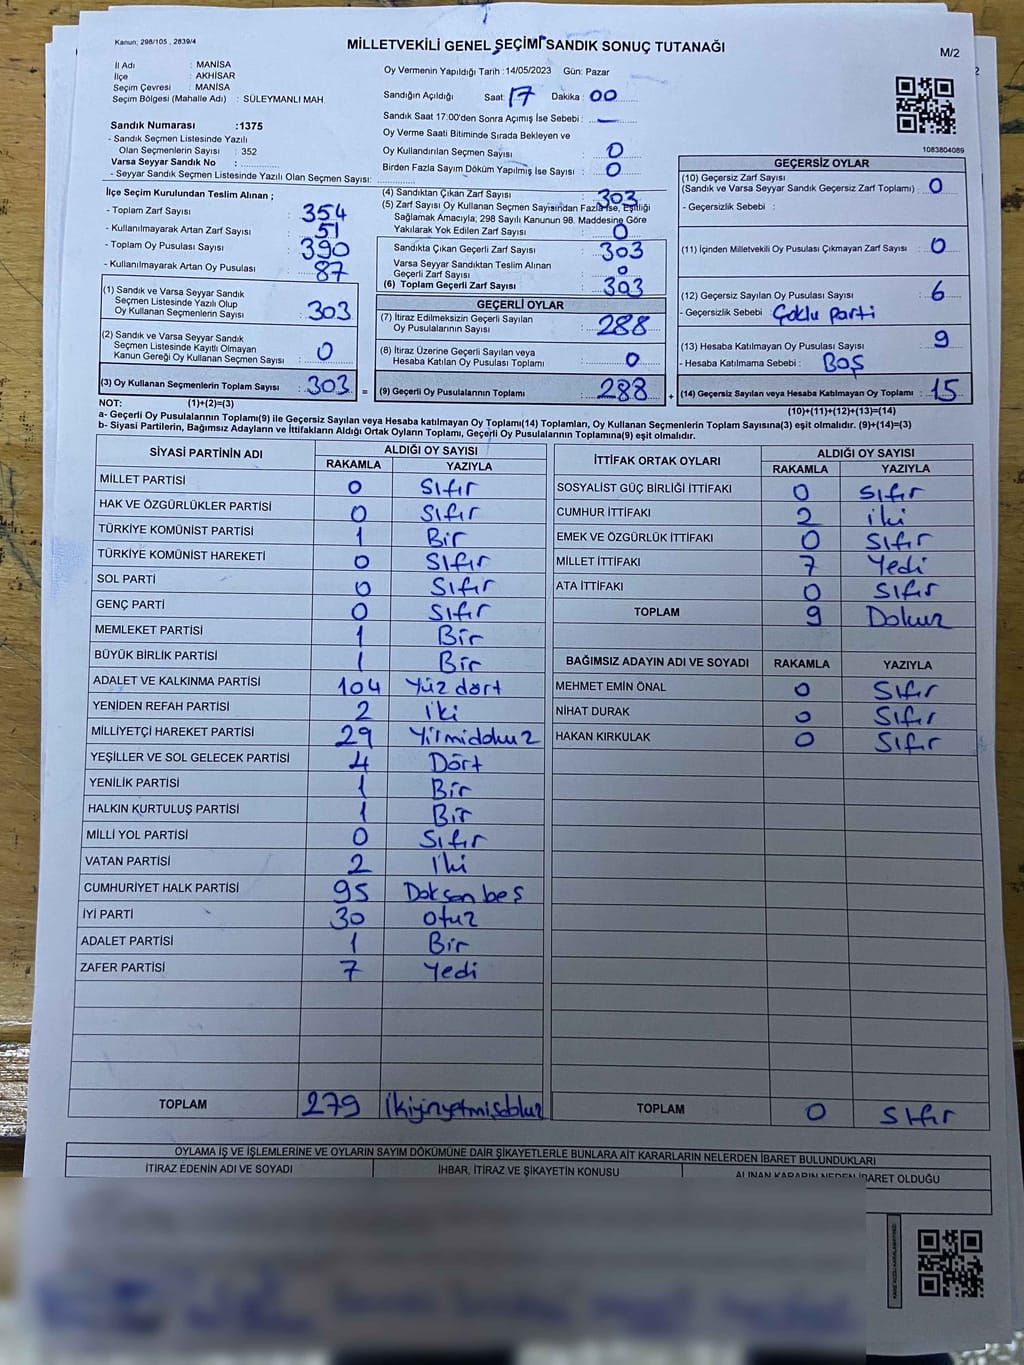 Kanun: 298/105 , 2839/4
MİLLETVEKİLİ GENEL SEÇİMİ SANDIK SONUÇ TUTANAĞI
M/2
İl Adı : MANİSA
İlçe : AKHİSAR
Seçim Çevresi : MANİSA
Seçim Bölgesi (Mahalle Adı) : SÜLEYMANLI MAH.
Sandık Numarası :1375
- Sandık Seçmen Listesinde Yazılı
Olan Seçmenlerin Sayısı : 352
Varsa Seyyar Sandık No :
- Seyyar Sandık Seçmen Listesinde Yazılı Olan Seçmen Sayısı:
Oy Vermenin Yapıldığı Tarih : 14/05/2023 Gün: Pazar
Sandığın Açıldığı Saat: 17 Dakika : 00
Sandık Saat 17:00'den Sonra Açımış İse Sebebi : —
Oy Verme Saati Bitiminde Sırada Bekleyen ve
Oy Kullandırılan Seçmen Sayısı : 0
Birden Fazla Sayım Döküm Yapılmış İse Sayısı : 0
1083804089
İlçe Seçim Kurulundan Teslim Alınan ;
- Toplam Zarf Sayısı : 354
- Kullanılmayarak Artan Zarf Sayısı : 51
- Toplam Oy Pusulası Sayısı : 390
- Kullanılmayarak Artan Oy Pusulası : 87
(1) Sandık ve Varsa Seyyar Sandık
Seçmen Listesinde Yazılı Olup
Oy Kullanan Seçmenlerin Sayısı : 303
(2) Sandık ve Varsa Seyyar Sandık
Seçmen Listesinde Kayıtlı Olmayan
Kanun Gereği Oy Kullanan Seçmen Sayısı : 0
(3) Oy Kullanan Seçmenlerin Toplam Sayısı : 303 =
(4) Sandıktan Çıkan Zarf Sayısı : 303
(5) Zarf Sayısı Oy Kullanan Seçmen Sayısından Fazla İse, Eşitliği
Sağlamak Amacıyla; 298 Sayılı Kanunun 98. Maddesine Göre
Yakılarak Yok Edilen Zarf Sayısı : 0
Sandıkta Çıkan Geçerli Zarf Sayısı : 303
Varsa Seyyar Sandıktan Teslim Alınan
Geçerli Zarf Sayısı : 0
(6) Toplam Geçerli Zarf Sayısı : 303
GEÇERLİ OYLAR
(7) İtiraz Edilmeksizin Geçerli Sayılan
Oy Pusulalarının Sayısı : 288
(8) İtiraz Üzerine Geçerli Sayılan veya
Hesaba Katılan Oy Pusulası Toplamı : 0
(9) Geçerli Oy Pusulalarının Toplamı : 288 +
GEÇERSİZ OYLAR
(10) Geçersiz Zarf Sayısı
(Sandık ve Varsa Seyyar Sandık Geçersiz Zarf Toplamı) : 0
- Geçersizlik Sebebi :
(11) İçinden Milletvekili Oy Pusulası Çıkmayan Zarf Sayısı : 0
(12) Geçersiz Sayılan Oy Pusulası Sayısı : 6
- Geçersizlik Sebebi : Çoklu parti
(13) Hesaba Katılmayan Oy Pusulası Sayısı : 9
- Hesaba Katılmama Sebebi : Boş
(14) Geçersiz Sayılan veya Hesaba Katılmayan Oy Toplamı : 15
NOT: (1)+(2)=(3)
(10)+(11)+(12)+(13)=(14)
a- Geçerli Oy Pusulalarının Toplamı(9) ile Geçersiz Sayılan veya Hesaba katılmayan Oy Toplamı(14) Toplamları, Oy Kullanan Seçmenlerin Toplam Sayısına(3) eşit olmalıdır. (9)+(14)=(3)
b- Siyasi Partilerin, Bağımsız Adayların ve İttifakların Aldığı Ortak Oyların Toplamı, Geçerli Oy Pusulalarının Toplamına(9) eşit olmalıdır.
SİYASİ PARTİNİN ADI ALDIĞI OY SAYISI
RAKAMLA YAZIYLA
MİLLET PARTİSİ 0 Sıfır
HAK VE ÖZGÜRLÜKLER PARTİSİ 0 Sıfır
TÜRKİYE KOMÜNİST PARTİSİ 1 Bir
TÜRKİYE KOMÜNİST HAREKETİ 0 Sıfır
SOL PARTİ 0 Sıfır
GENÇ PARTİ 0 Sıfır
MEMLEKET PARTİSİ 1 Bir
BÜYÜK BİRLİK PARTİSİ 1 Bir
ADALET VE KALKINMA PARTİSİ 104 Yüz dört
YENİDEN REFAH PARTİSİ 2 iki
MİLLİYETÇİ HAREKET PARTİSİ 29 Yirmidokuz
YEŞİLLER VE SOL GELECEK PARTİSİ 4 Dört
YENİLİK PARTİSİ 1 Bir
HALKIN KURTULUŞ PARTİSİ 1 Bir
MİLLİ YOL PARTİSİ 0 Sıfır
VATAN PARTİSİ 2 İki
CUMHURİYET HALK PARTİSİ 95 Doksan beş
İYİ PARTİ 30 otuz
ADALET PARTİSİ 1 Bir
ZAFER PARTİSİ 7 Yedi
TOPLAM 279 ikiyüzyetmişdokuz
İTTİFAK ORTAK OYLARI ALDIĞI OY SAYISI
RAKAMLA YAZIYLA
SOSYALİST GÜÇ BİRLİĞİ İTTİFAKI 0 Sıfır
CUMHUR İTTİFAKI 2 iki
EMEK VE ÖZGÜRLÜK İTTİFAKI 0 Sıfır
MİLLET İTTİFAKI 7 Yedi
ATA İTTİFAKI 0 Sıfır
TOPLAM 9 Dokuz
BAĞIMSIZ ADAYIN ADI VE SOYADI RAKAMLA YAZIYLA
MEHMET EMİN ÖNAL 0 Sıfır
NİHAT DURAK 0 Sıfır
HAKAN KIRKULAK 0 Sıfır
TOPLAM 0 Sıfır
OYLAMA İŞ VE İŞLEMLERİNE VE OYLARIN SAYIM DÖKÜMÜNE DAİR ŞİKAYETLERLE BUNLARA AİT KARARLARIN NELERDEN İBARET BULUNDUKLARI
İTİRAZ EDENİN ADI VE SOYADI İHBAR, İTİRAZ VE ŞİKAYETİN KONUSU ALINAN KARARIN NEDEN İBARET OLDUĞU